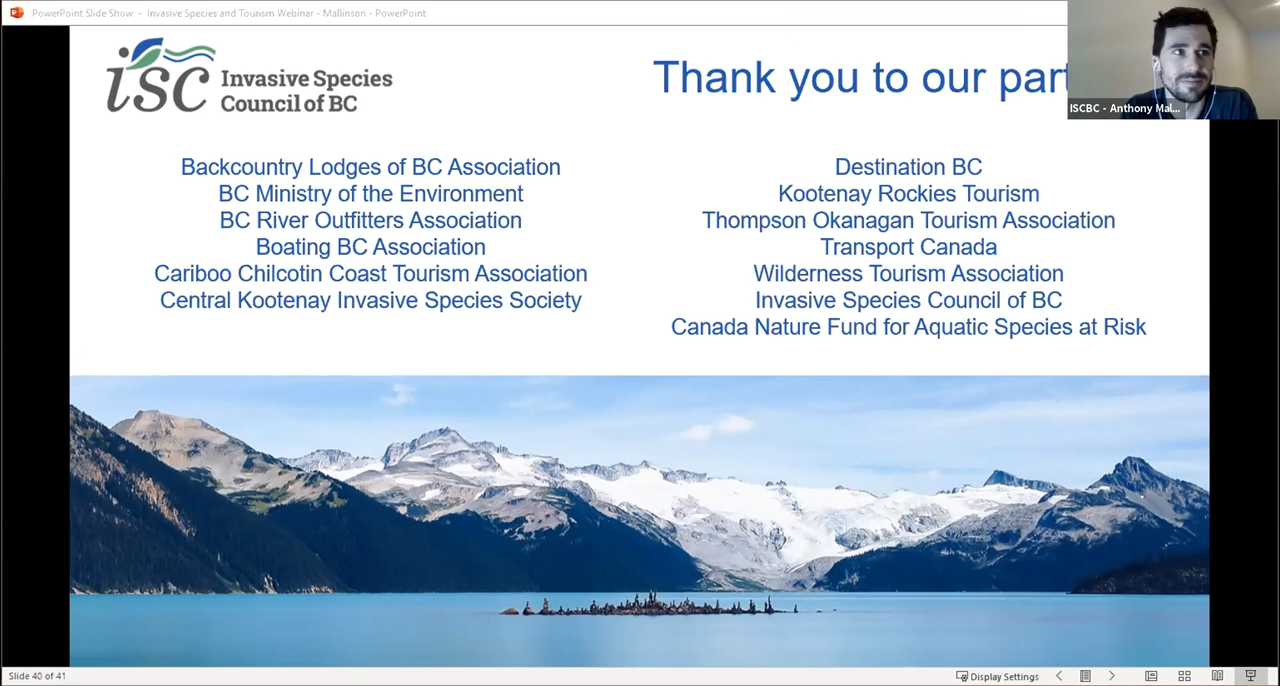 PowerPoint Slide Show - Invasive Species and Tourism Webinar - Mallinson - PowerPoint
isc Invasive Species
Council of BC
Thank you to our part
ISCBC - Anthony Mal...
Backcountry Lodges of BC Association
BC Ministry of the Environment
BC River Outfitters Association
Boating BC Association
Cariboo Chilcotin Coast Tourism Association
Central Kootenay Invasive Species Society
Destination BC
Kootenay Rockies Tourism
Thompson Okanagan Tourism Association
Transport Canada
Wilderness Tourism Association
Invasive Species Council of BC
Canada Nature Fund for Aquatic Species at Risk
Slide 40 of 41
Display Settings